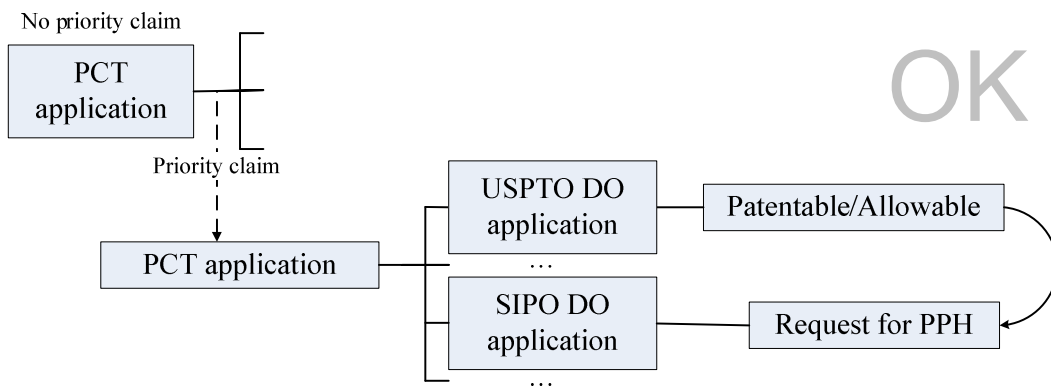 No priority claim
PCT
application
OK
Priority claim
PCT application
USPTO DO
application
Patentable/Allowable
…
SIPO DO
application
Request for PPH
…